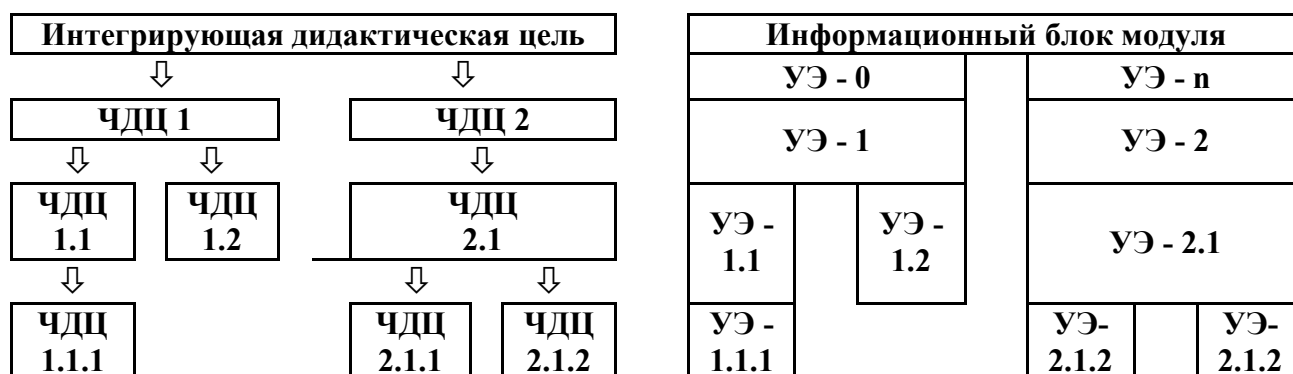 Интегрирующая дидактическая цель
ЧДЦ 1
ЧДЦ 2
ЧДЦ
1.1
ЧДЦ
1.2
ЧДЦ
2.1
ЧДЦ
1.1.1
ЧДЦ
2.1.1
ЧДЦ
2.1.2
Информационный блок модуля
УЭ - 0
УЭ - n
УЭ - 1
УЭ - 2
УЭ -
1.1
УЭ -
1.2
УЭ - 2.1
УЭ -
1.1.1
УЭ-
2.1.2
УЭ-
2.1.2